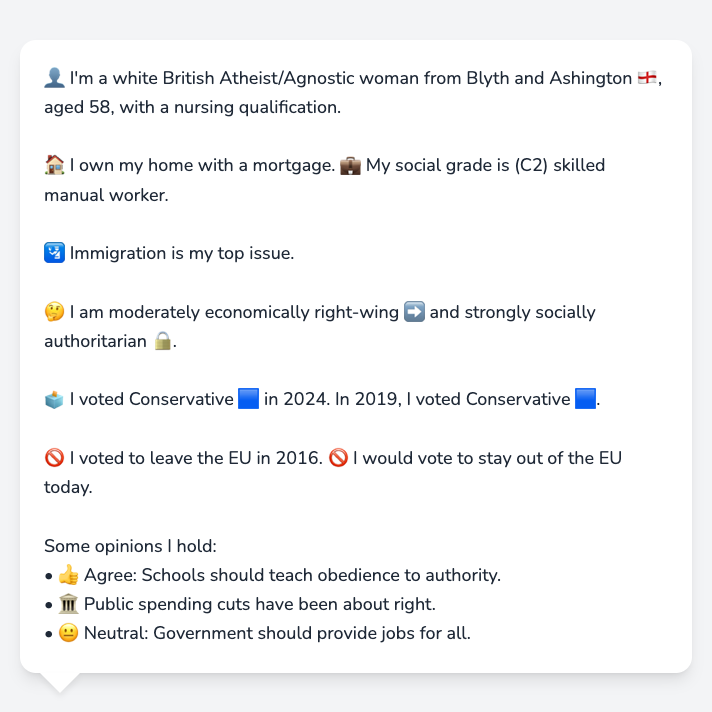 👤 I'm a white British Atheist/Agnostic woman from Blyth and Ashington 🏴󠁧󠁢󠁥󠁮󠁧󠁿,
aged 58, with a nursing qualification.
🏠 I own my home with a mortgage. 💼 My social grade is (C2) skilled
manual worker.
🛂 Immigration is my top issue.
🤔 I am moderately economically right-wing ➡️ and strongly socially
authoritarian 🔒.
🗳️ I voted Conservative 🟦 in 2024. In 2019, I voted Conservative 🟦.
🚫 I voted to leave the EU in 2016. 🚫 I would vote to stay out of the EU
today.
Some opinions I hold:
• 👍 Agree: Schools should teach obedience to authority.
• 🏛️ Public spending cuts have been about right.
• 😐 Neutral: Government should provide jobs for all.